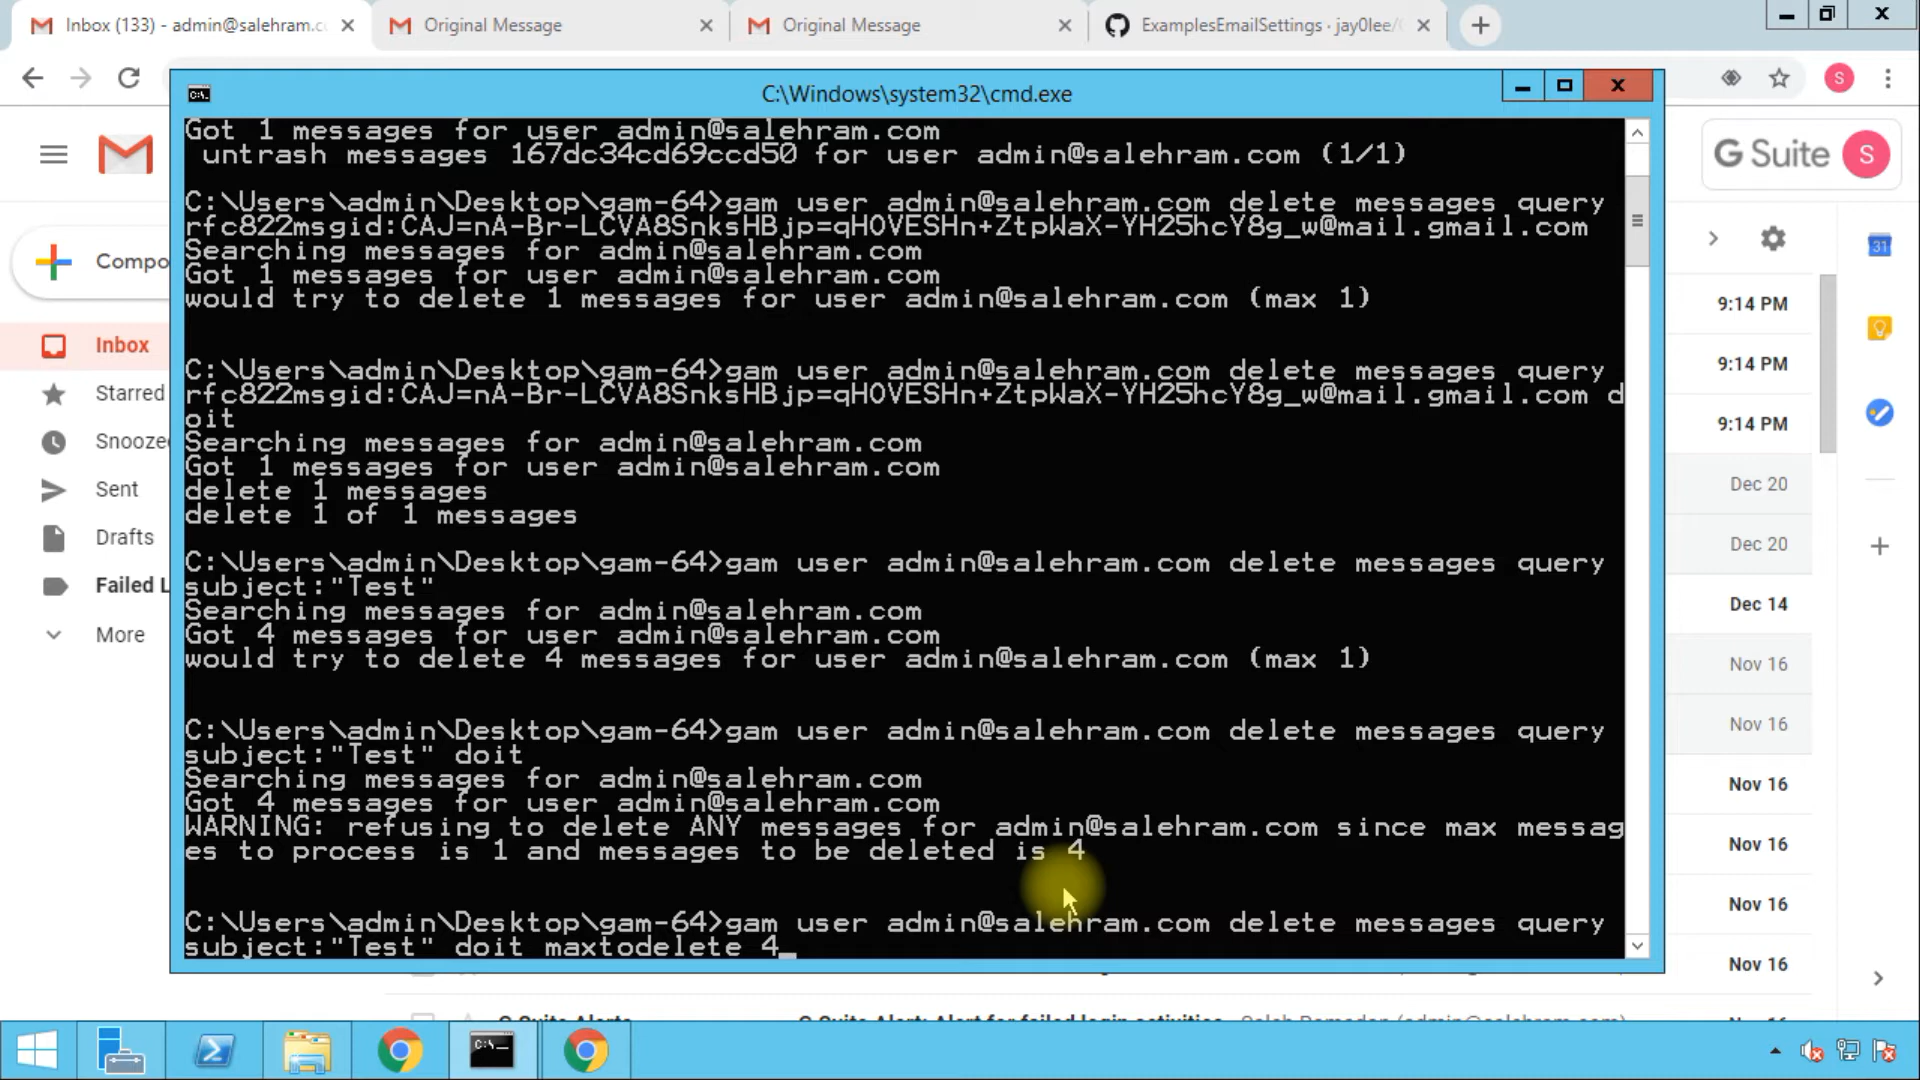 Inbox (133) - admin@salehram.c
Original Message
Original Message
ExamplesEmailSettings · jay0lee/
S
C:\Windows\system32\cmd.exe
G Suite
S
Compo
Inbox
Starred
Snooze
Sent
Drafts
Failed L
More
Got 1 messages for user admin@salehram.com
untrash messages 167dc34cd69ccd50 for user admin@salehram.com (1/1)
C:\Users\admin\Desktop\gam-64>gam user admin@salehram.com delete messages query
rfc822msgid:CAJ=nA-Br-LCVA8SnksHBjp=qH0VESHn+ZtpWaX-YH25hcY8g_w@mail.gmail.com
Searching messages for admin@salehram.com
Got 1 messages for user admin@salehram.com
would try to delete 1 messages for user admin@salehram.com (max 1)
C:\Users\admin\Desktop\gam-64>gam user admin@salehram.com delete messages query
rfc822msgid:CAJ=nA-Br-LCVA8SnksHBjp=qH0VESHn+ZtpWaX-YH25hcY8g_w@mail.gmail.com d
oit
Searching messages for admin@salehram.com
Got 1 messages for user admin@salehram.com
delete 1 messages
delete 1 of 1 messages
C:\Users\admin\Desktop\gam-64>gam user admin@salehram.com delete messages query
subject:"Test"
Searching messages for admin@salehram.com
Got 4 messages for user admin@salehram.com
would try to delete 4 messages for user admin@salehram.com (max 1)
C:\Users\admin\Desktop\gam-64>gam user admin@salehram.com delete messages query
subject:"Test" doit
Searching messages for admin@salehram.com
Got 4 messages for user admin@salehram.com
WARNING: refusing to delete ANY messages for admin@salehram.com since max messag
es to process is 1 and messages to be deleted is 4
C:\Users\admin\Desktop\gam-64>gam user admin@salehram.com delete messages query
subject:"Test" doit maxtodelete 4_
31
9:14 PM
9:14 PM
9:14 PM
Dec 20
Dec 20
Dec 14
Nov 16
Nov 16
Nov 16
Nov 16
Nov 16
Nov 16
C:\_